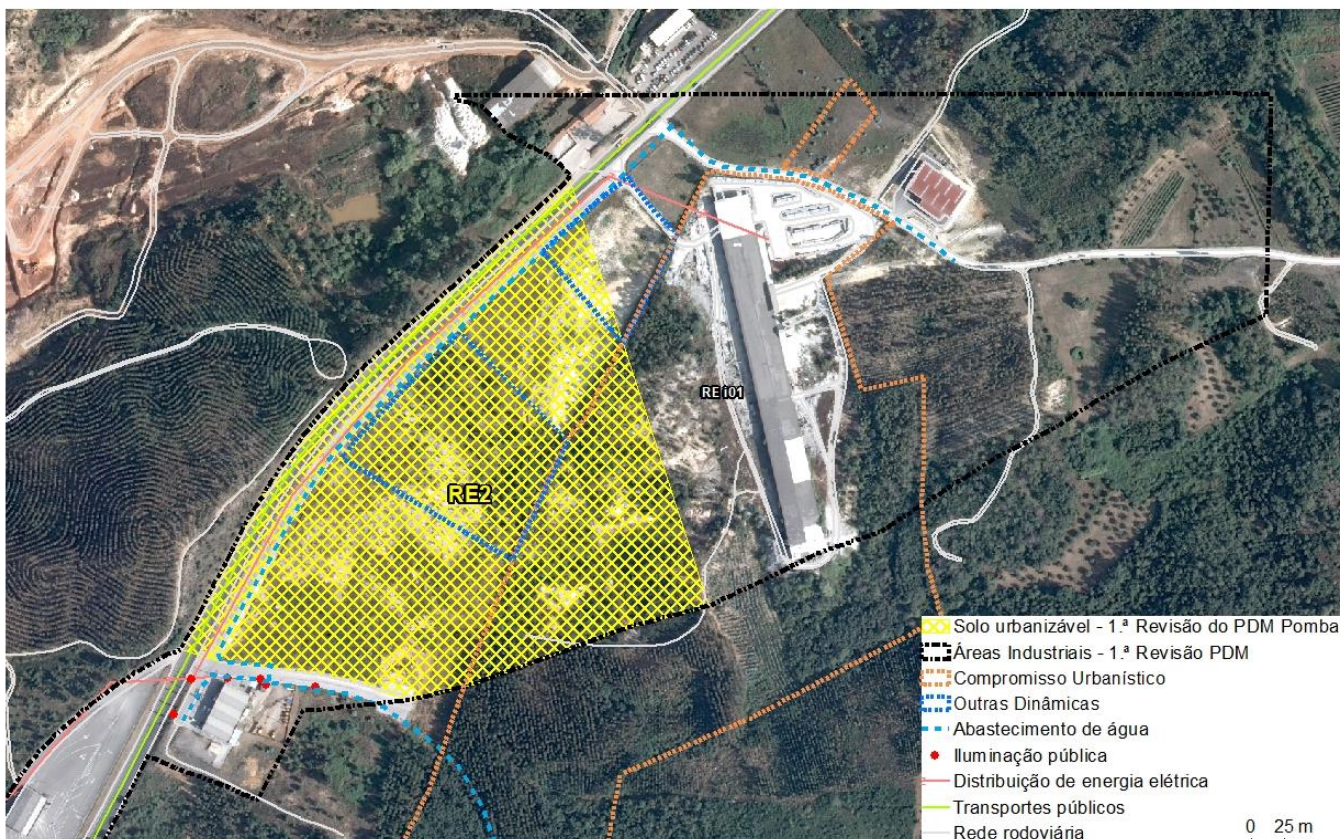 RE i01
RE2
Solo urbanizável - 1.ª Revisão do PDM Pomba
Áreas Industriais - 1.ª Revisão PDM
Compromisso Urbanístico
Outras Dinâmicas
Abastecimento de água
Iluminação pública
Distribuição de energia elétrica
Transportes públicos
Rede rodoviária
0 25 m